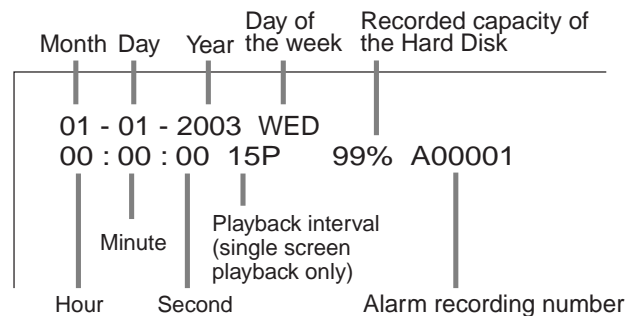 Month Day Year Day of the week Recorded capacity of the Hard Disk
01 - 01 - 2003 WED
00 : 00 : 00 15P 99% A00001
Minute
Playback interval
(single screen
playback only)
Hour Second Alarm recording number